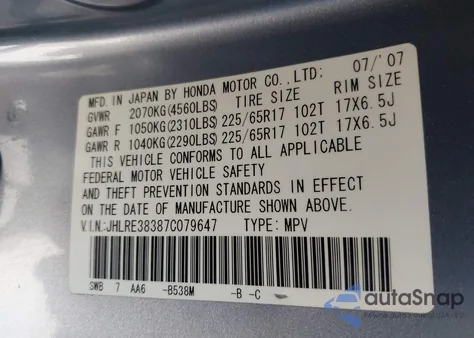 MFD. IN JAPAN BY HONDA MOTOR CO.,LTD: 07/'07
GVWR 2070KG(4560LBS) TIRE SIZE RIM SIZE
GAWR F 1050KG(2310LBS) 225/65R17 102T 17X6.5J
GAWR R 1040KG(2290LBS) 225/65R17 102T 17X6.5J
THIS VEHICLE CONFORMS TO ALL APPLICABLE
FEDERAL MOTOR VEHICLE SAFETY
AND THEFT PREVENTION STANDARDS IN EFFECT
ON THE DATE OF MANUFACTURE SHOWN ABOVE.
V.I.N.:JHLRE38387C079647 TYPE: MPV
SWB 7 AA6 -B538M -B -C
autoSnap